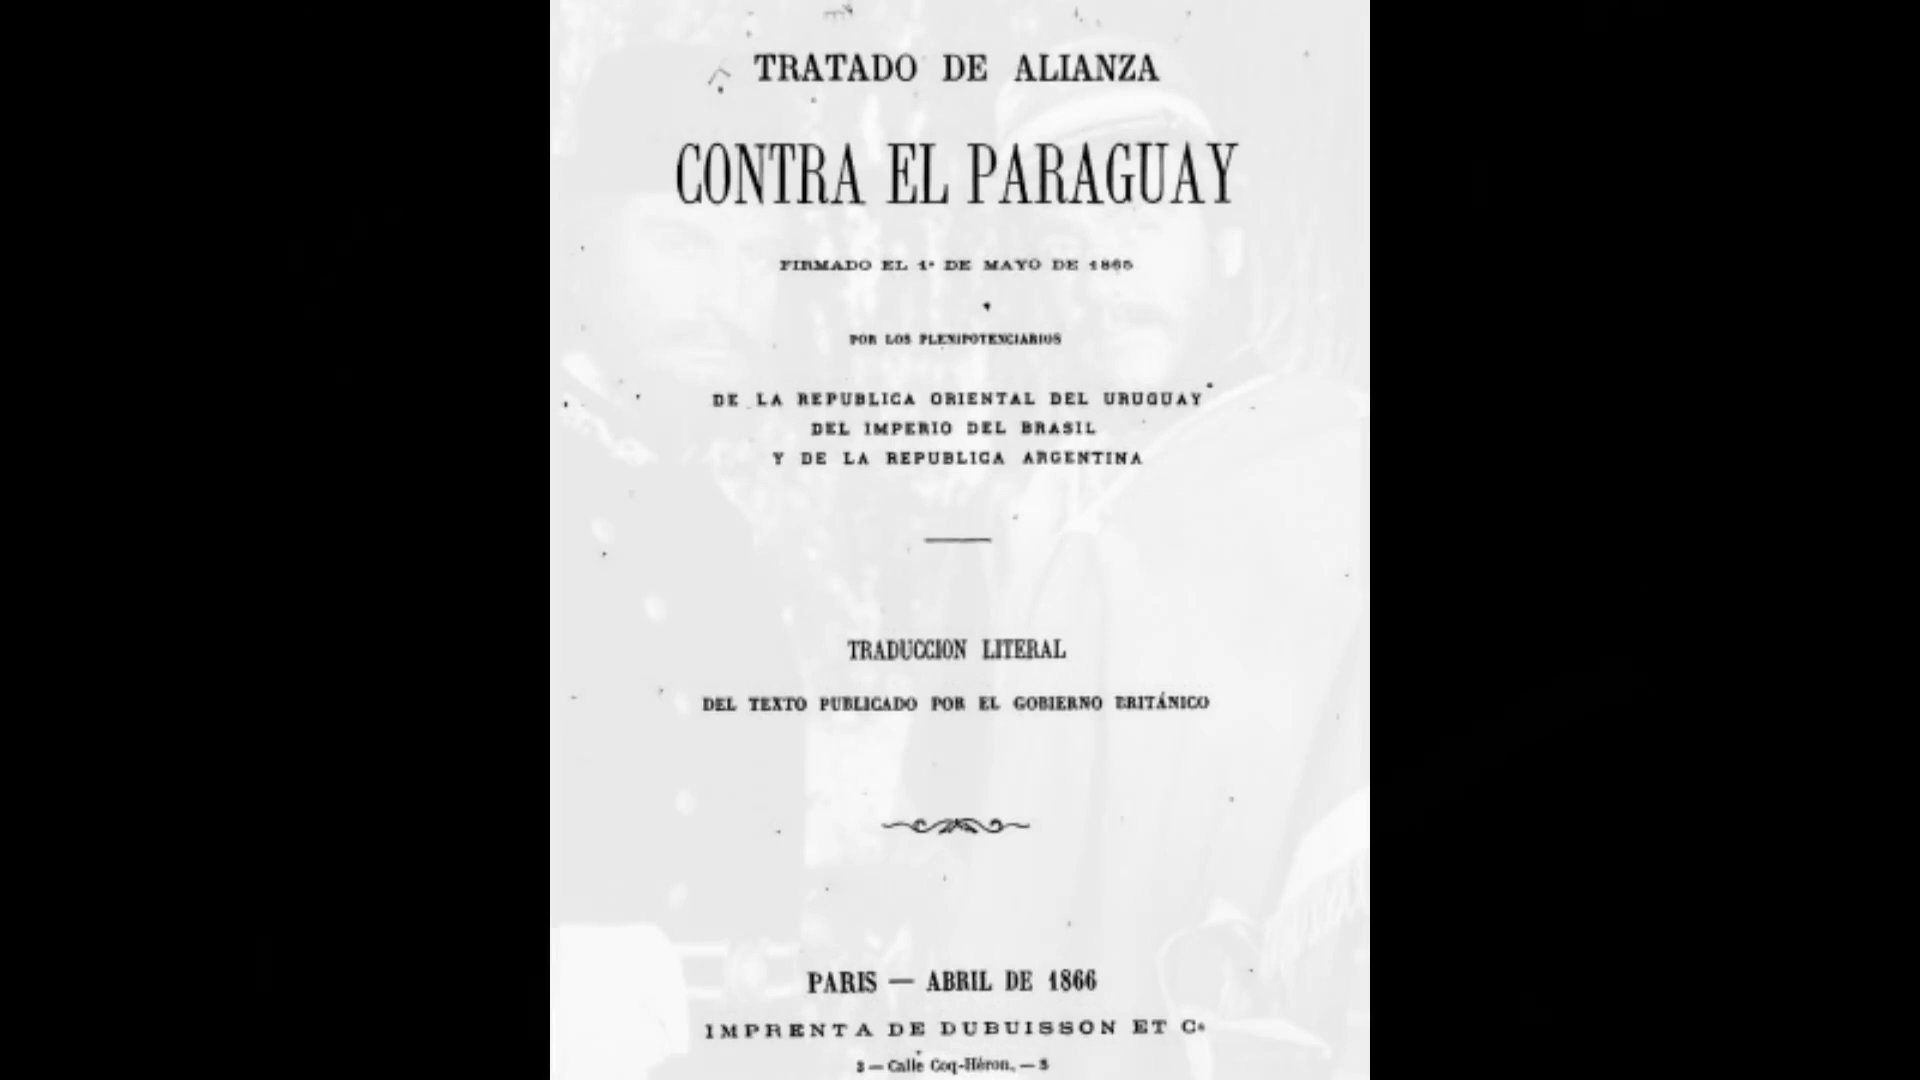 TRATADO DE ALIANZA
CONTRA EL PARAGUAY
FIRMADO EL 1º DE MAYO DE 1865
POR LOS PLENIPOTENCIARIOS
DE LA REPUBLICA ORIENTAL DEL URUGUAY
DEL IMPERIO DEL BRASIL
Y DE LA REPUBLICA ARGENTINA
TRADUCCION LITERAL
DEL TEXTO PUBLICADO POR EL GOBIERNO BRITÁNICO
PARIS — ABRIL DE 1866
IMPRENTA DE DUBUISSON ET Cª
3 — Calle Coq-Héron, — 3